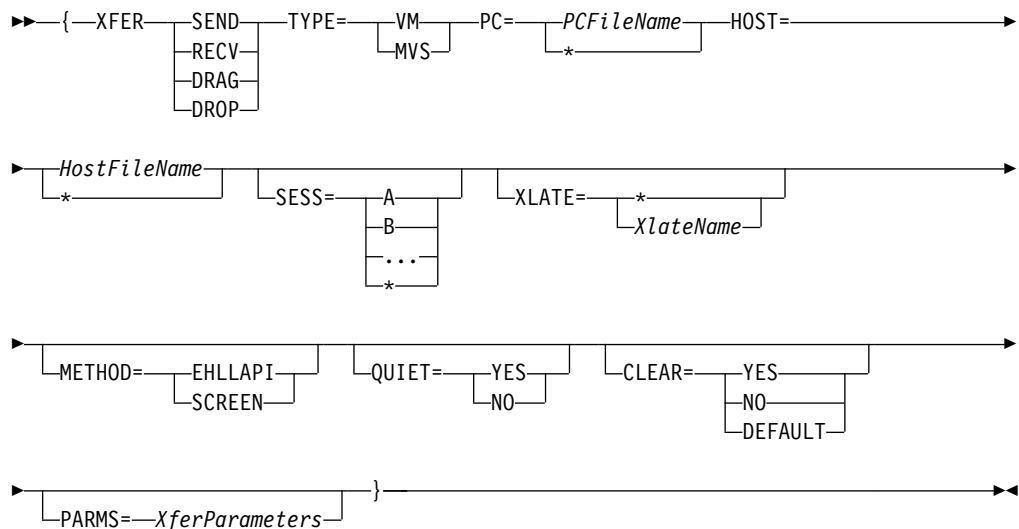 { XFER SEND TYPE= VM PC= PCFileName HOST=
RECV MVS *
DRAG
DROP
HostFileName
* SESS= A XLATE= *
B XlateName
...
*
METHOD= EHLLAPI QUIET= YES CLEAR= YES
SCREEN NO NO
DEFAULT
}
PARMS= XferParameters